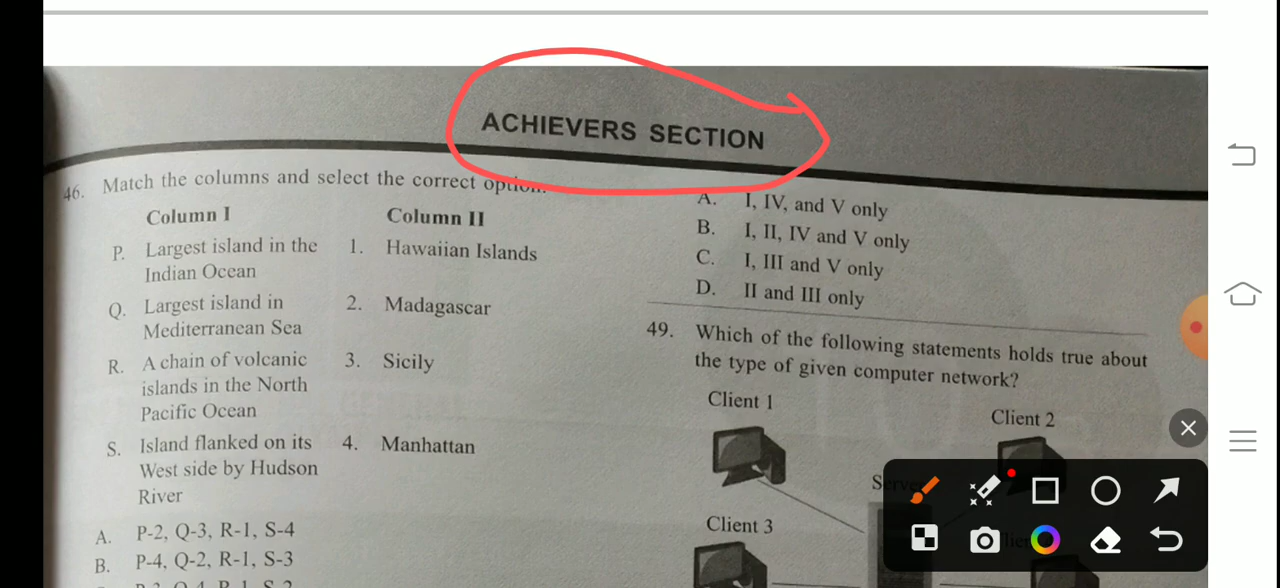 ACHIEVERS SECTION
46. Match the columns and select the correct option.
Column I Column II
P. Largest island in the 1. Hawaiian Islands
Indian Ocean
Q. Largest island in 2. Madagascar
Mediterranean Sea
R. A chain of volcanic 3. Sicily
islands in the North
Pacific Ocean
S. Island flanked on its 4. Manhattan
West side by Hudson
River
A. P-2, Q-3, R-1, S-4
B. P-4, Q-2, R-1, S-3
A. I, IV, and V only
B. I, II, IV and V only
C. I, III and V only
D. II and III only
49. Which of the following statements holds true about
the type of given computer network?
Client 1
Client 2
Client 3